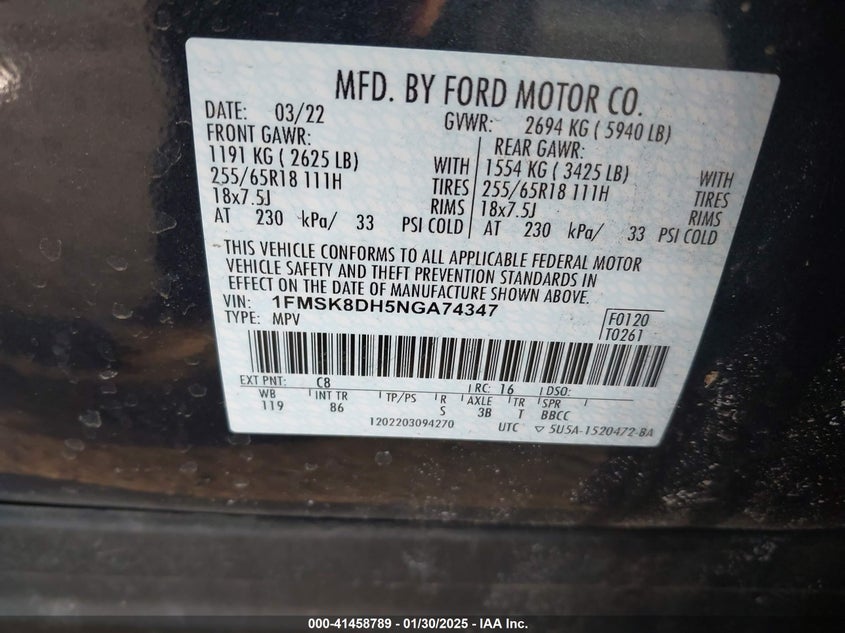 MFD. BY FORD MOTOR CO.
DATE: 03/22 GVWR: 2694 KG ( 5940 LB)
FRONT GAWR: REAR GAWR:
1191 KG ( 2625 LB) WITH 1554 KG ( 3425 LB) WITH
255/65R18 111H TIRES 255/65R18 111H TIRES
18x7.5J RIMS 18x7.5J RIMS
AT 230 kPa/ 33 PSI COLD AT 230 kPa/ 33 PSI COLD
THIS VEHICLE CONFORMS TO ALL APPLICABLE FEDERAL MOTOR
VEHICLE SAFETY AND THEFT PREVENTION STANDARDS IN
EFFECT ON THE DATE OF MANUFACTURE SHOWN ABOVE.
VIN: 1FMSK8DH5NGA74347 F0120
TYPE: MPV T0261
EXT PNT: C8 RC: 16 DSO:
WB INT TR TP/PS R AXLE TR SPR
119 86 S 3B T BBCC
1202203094270 UTC ▽ 5U5A-1520472-BA
000-41458789 - 01/30/2025 - IAA Inc.